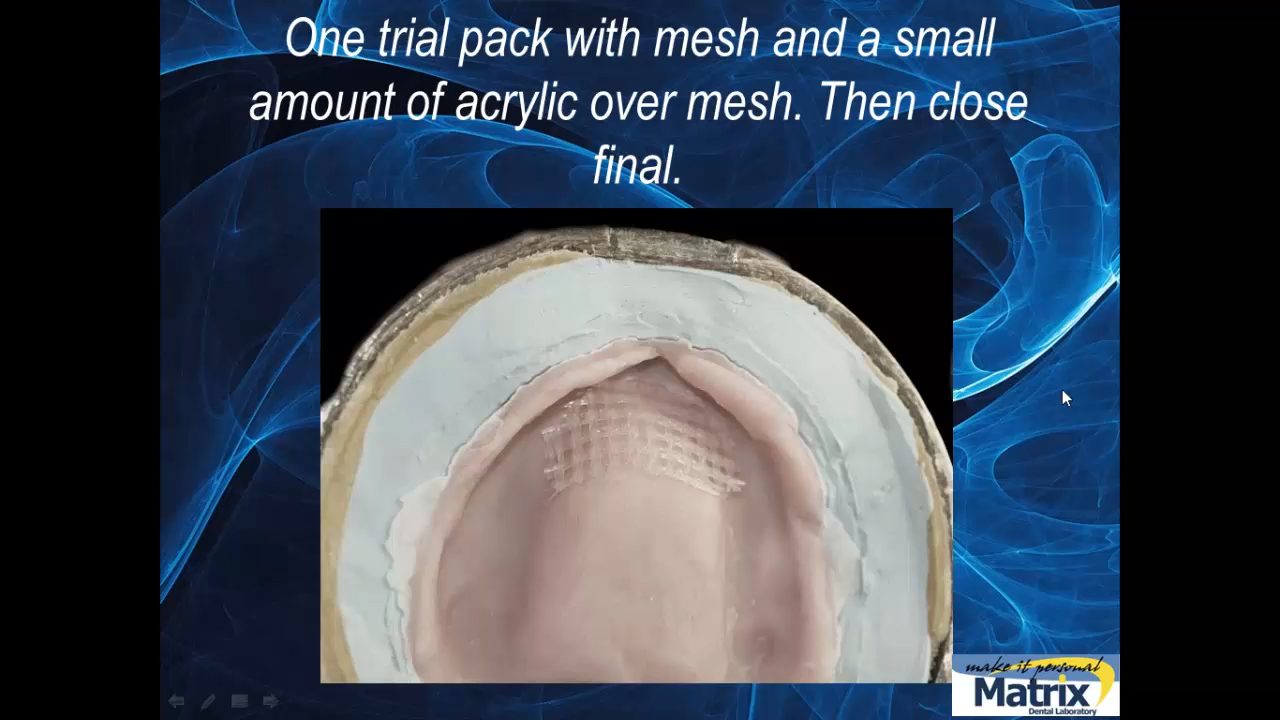 One trial pack with mesh and a small
amount of acrylic over mesh. Then close
final.
make it personal
Matrix
Dental Laboratory